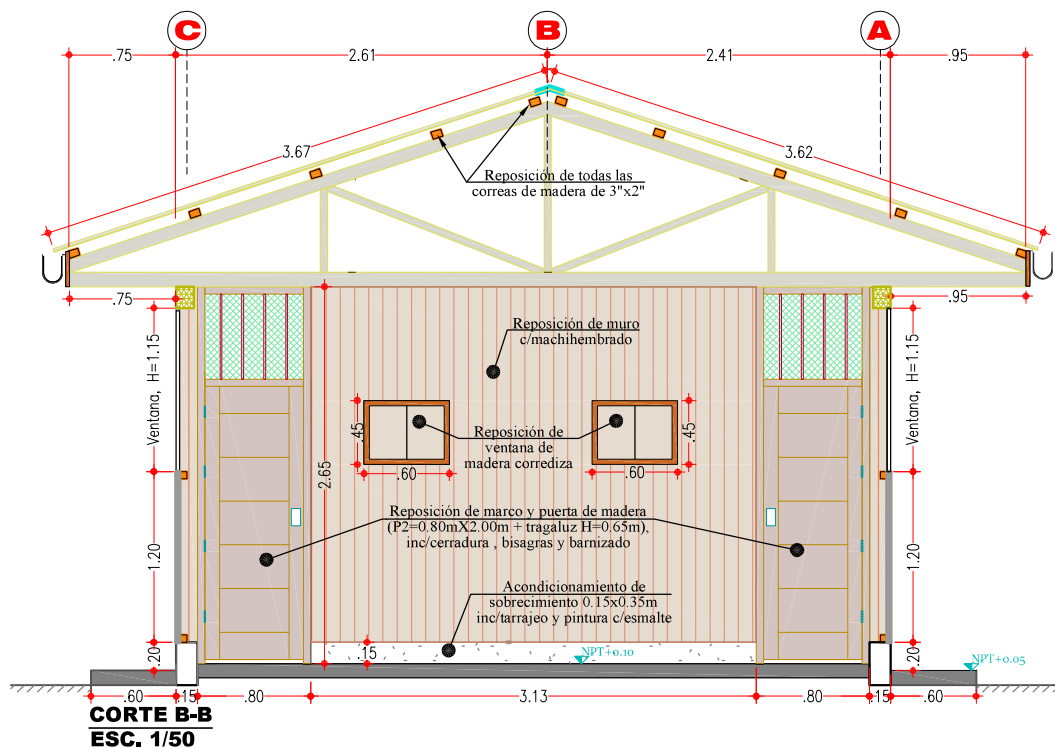 C B A
.75 2.61 2.41 .95
3.67 3.62
Reposición de todas las
correas de madera de 3"x2"
.75 .95
Reposición de muro
c/machihembrado
Ventana, H=1.15
Ventana, H=1.15
.45 .45
Reposición de
ventana de
madera corrediza
.60 .60
2.65
Reposición de marco y puerta de madera
(P2=0.80mX2.00m + tragaluz H=0.65m),
inc/cerradura , bisagras y barnizado
1.20 1.20
Acondicionamiento de
sobrecimiento 0.15x0.35m
inc/tarrajeo y pintura c/esmalte
.20 .15 NPT+0.10 .20 NPT+0.05
.60 .15 .80 3.13 .80 .15 .60
CORTE B-B
ESC. 1/50